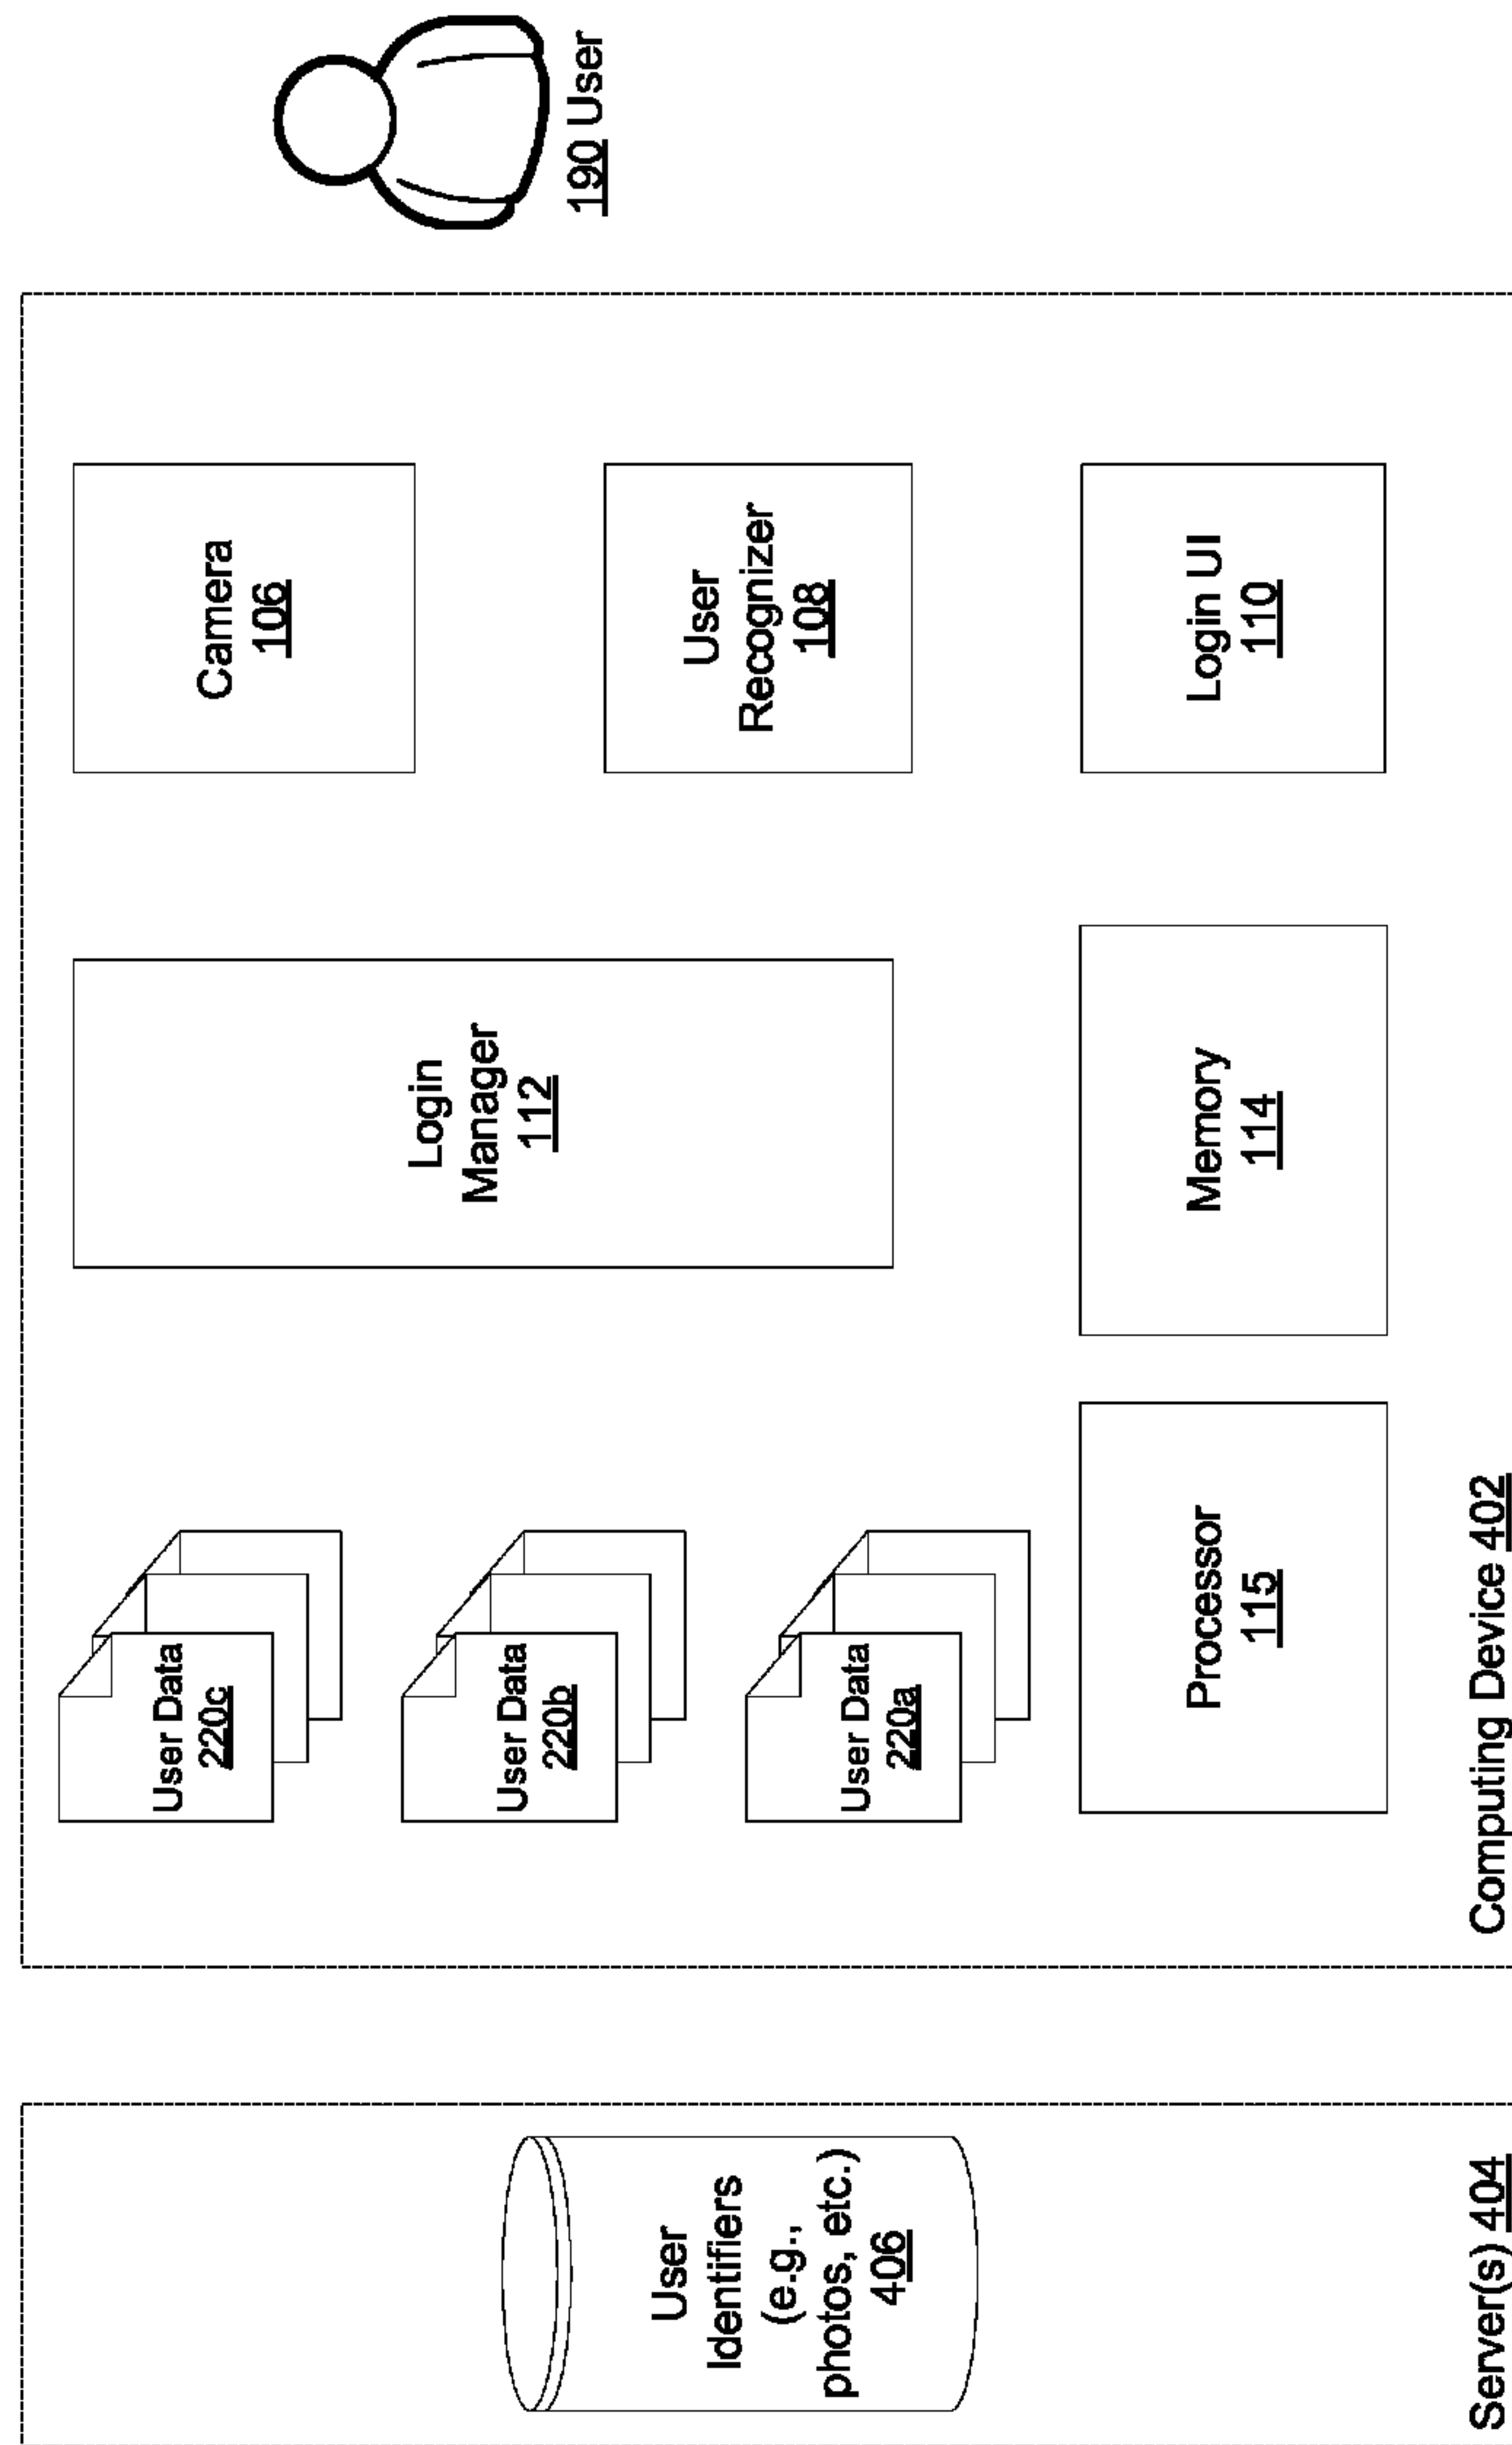 User Identifiers
(e.g.,
photos, etc.)
406
Server(s) 404
User Data
220c
User Data
220b
User Data
220a
Processor
115
Login
Manager
112
Memory
114
Camera
106
User
Recognizer
108
Login UI
110
Computing Device 402
190 User